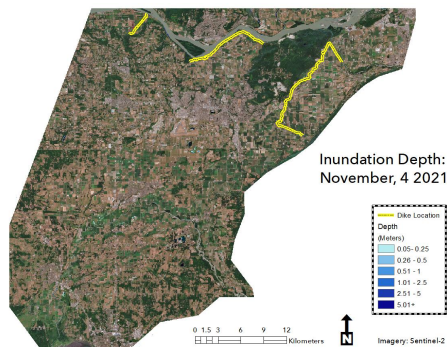 Inundation Depth:
November, 4 2021
Dike Location
Depth
(Meters)
0.05- 0.25
0.26 - 0.5
0.51 - 1
1.01 - 2.5
2.51 - 5
5.01+
0 1.5 3 6 9 12
Kilometers
N
Imagery: Sentinel-2